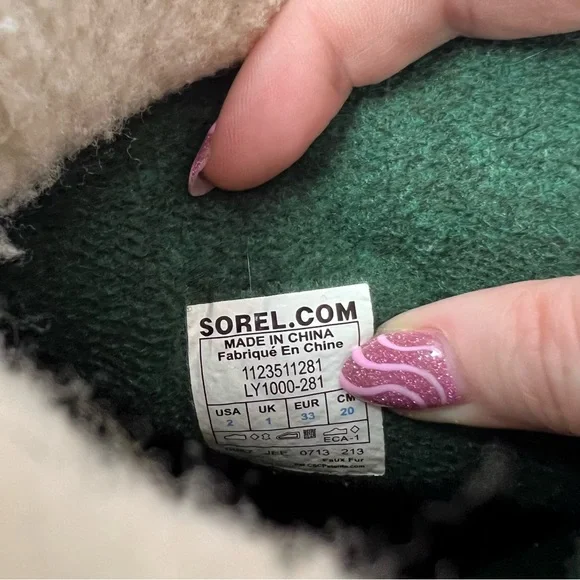 SOREL.COM
MADE IN CHINA
Fabriqué En Chine
1123511281
LY1000-281
USA UK EUR CM
2 1 33 20
ECA-1
0713 213
Faux Fur